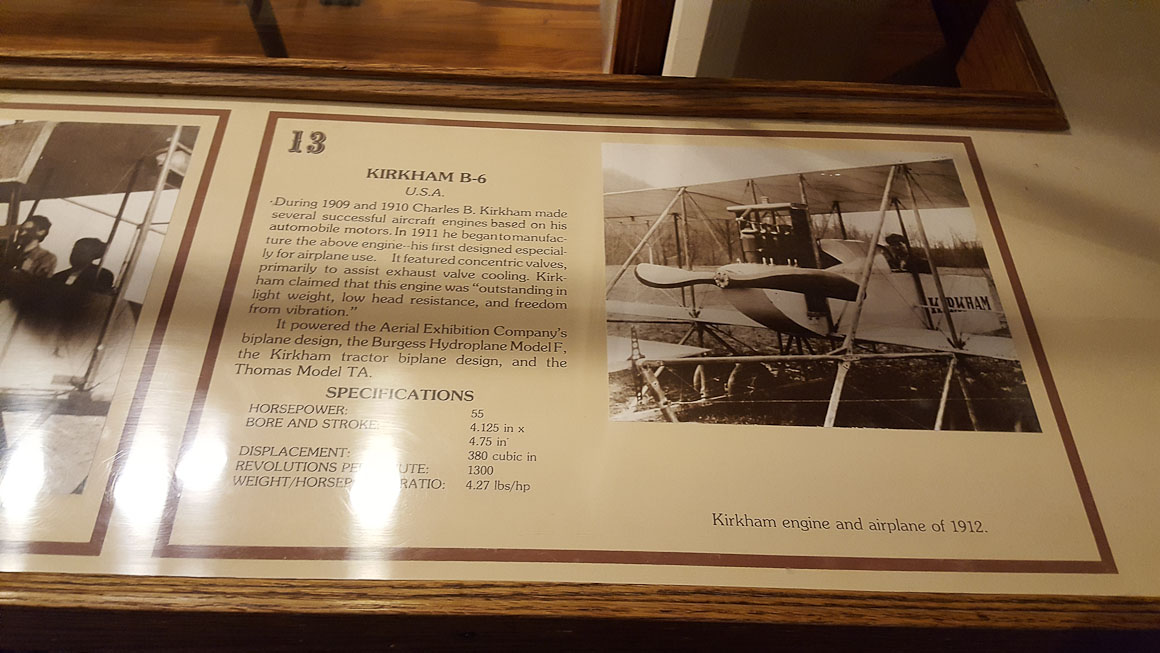 13
KIRKHAM B-6
U.S.A.
During 1909 and 1910 Charles B. Kirkham made
several successful aircraft engines based on his
automobile motors. In 1911 he began to manufac-
ture the above engine--his first designed especial-
ly for airplane use. It featured concentric valves,
primarily to assist exhaust valve cooling. Kirk-
ham claimed that this engine was "outstanding in
light weight, low head resistance, and freedom
from vibration."
It powered the Aerial Exhibition Company's
biplane design, the Burgess Hydroplane Model F,
the Kirkham tractor biplane design, and the
Thomas Model TA.
SPECIFICATIONS
HORSEPOWER: 55
BORE AND STROKE 4.125 in x
4.75 in
DISPLACEMENT: 380 cubic in
REVOLUTIONS PE UTE: 1300
WEIGHT/HORSEP RATIO: 4.27 lbs/hp
KIRKHAM
Kirkham engine and airplane of 1912.